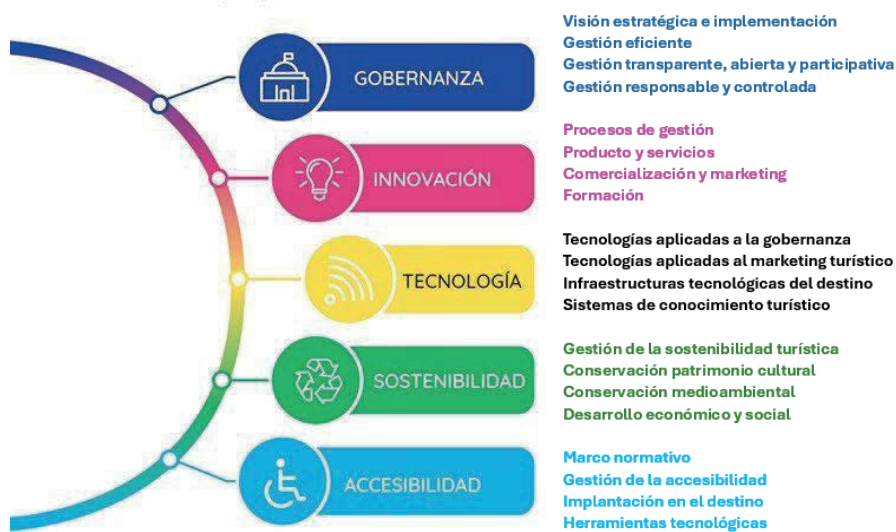 GOBERNANZA
Visión estratégica e implementación
Gestión eficiente
Gestión transparente, abierta y participativa
Gestión responsable y controlada
INNOVACIÓN
Procesos de gestión
Producto y servicios
Comercialización y marketing
Formación
TECNOLOGÍA
Tecnologías aplicadas a la gobernanza
Tecnologías aplicadas al marketing turístico
Infraestructuras tecnológicas del destino
Sistemas de conocimiento turístico
SOSTENIBILIDAD
Gestión de la sostenibilidad turística
Conservación patrimonio cultural
Conservación medioambiental
Desarrollo económico y social
ACCESIBILIDAD
Marco normativo
Gestión de la accesibilidad
Implantación en el destino
Herramientas tecnológicas